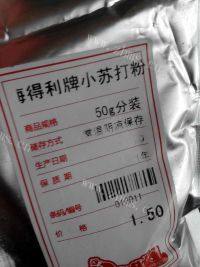 得利牌小苏打粉
商品规格 50g分装
储存方式 常温阴凉保存
生产日期
保质期
条码/编号
价格 1.50